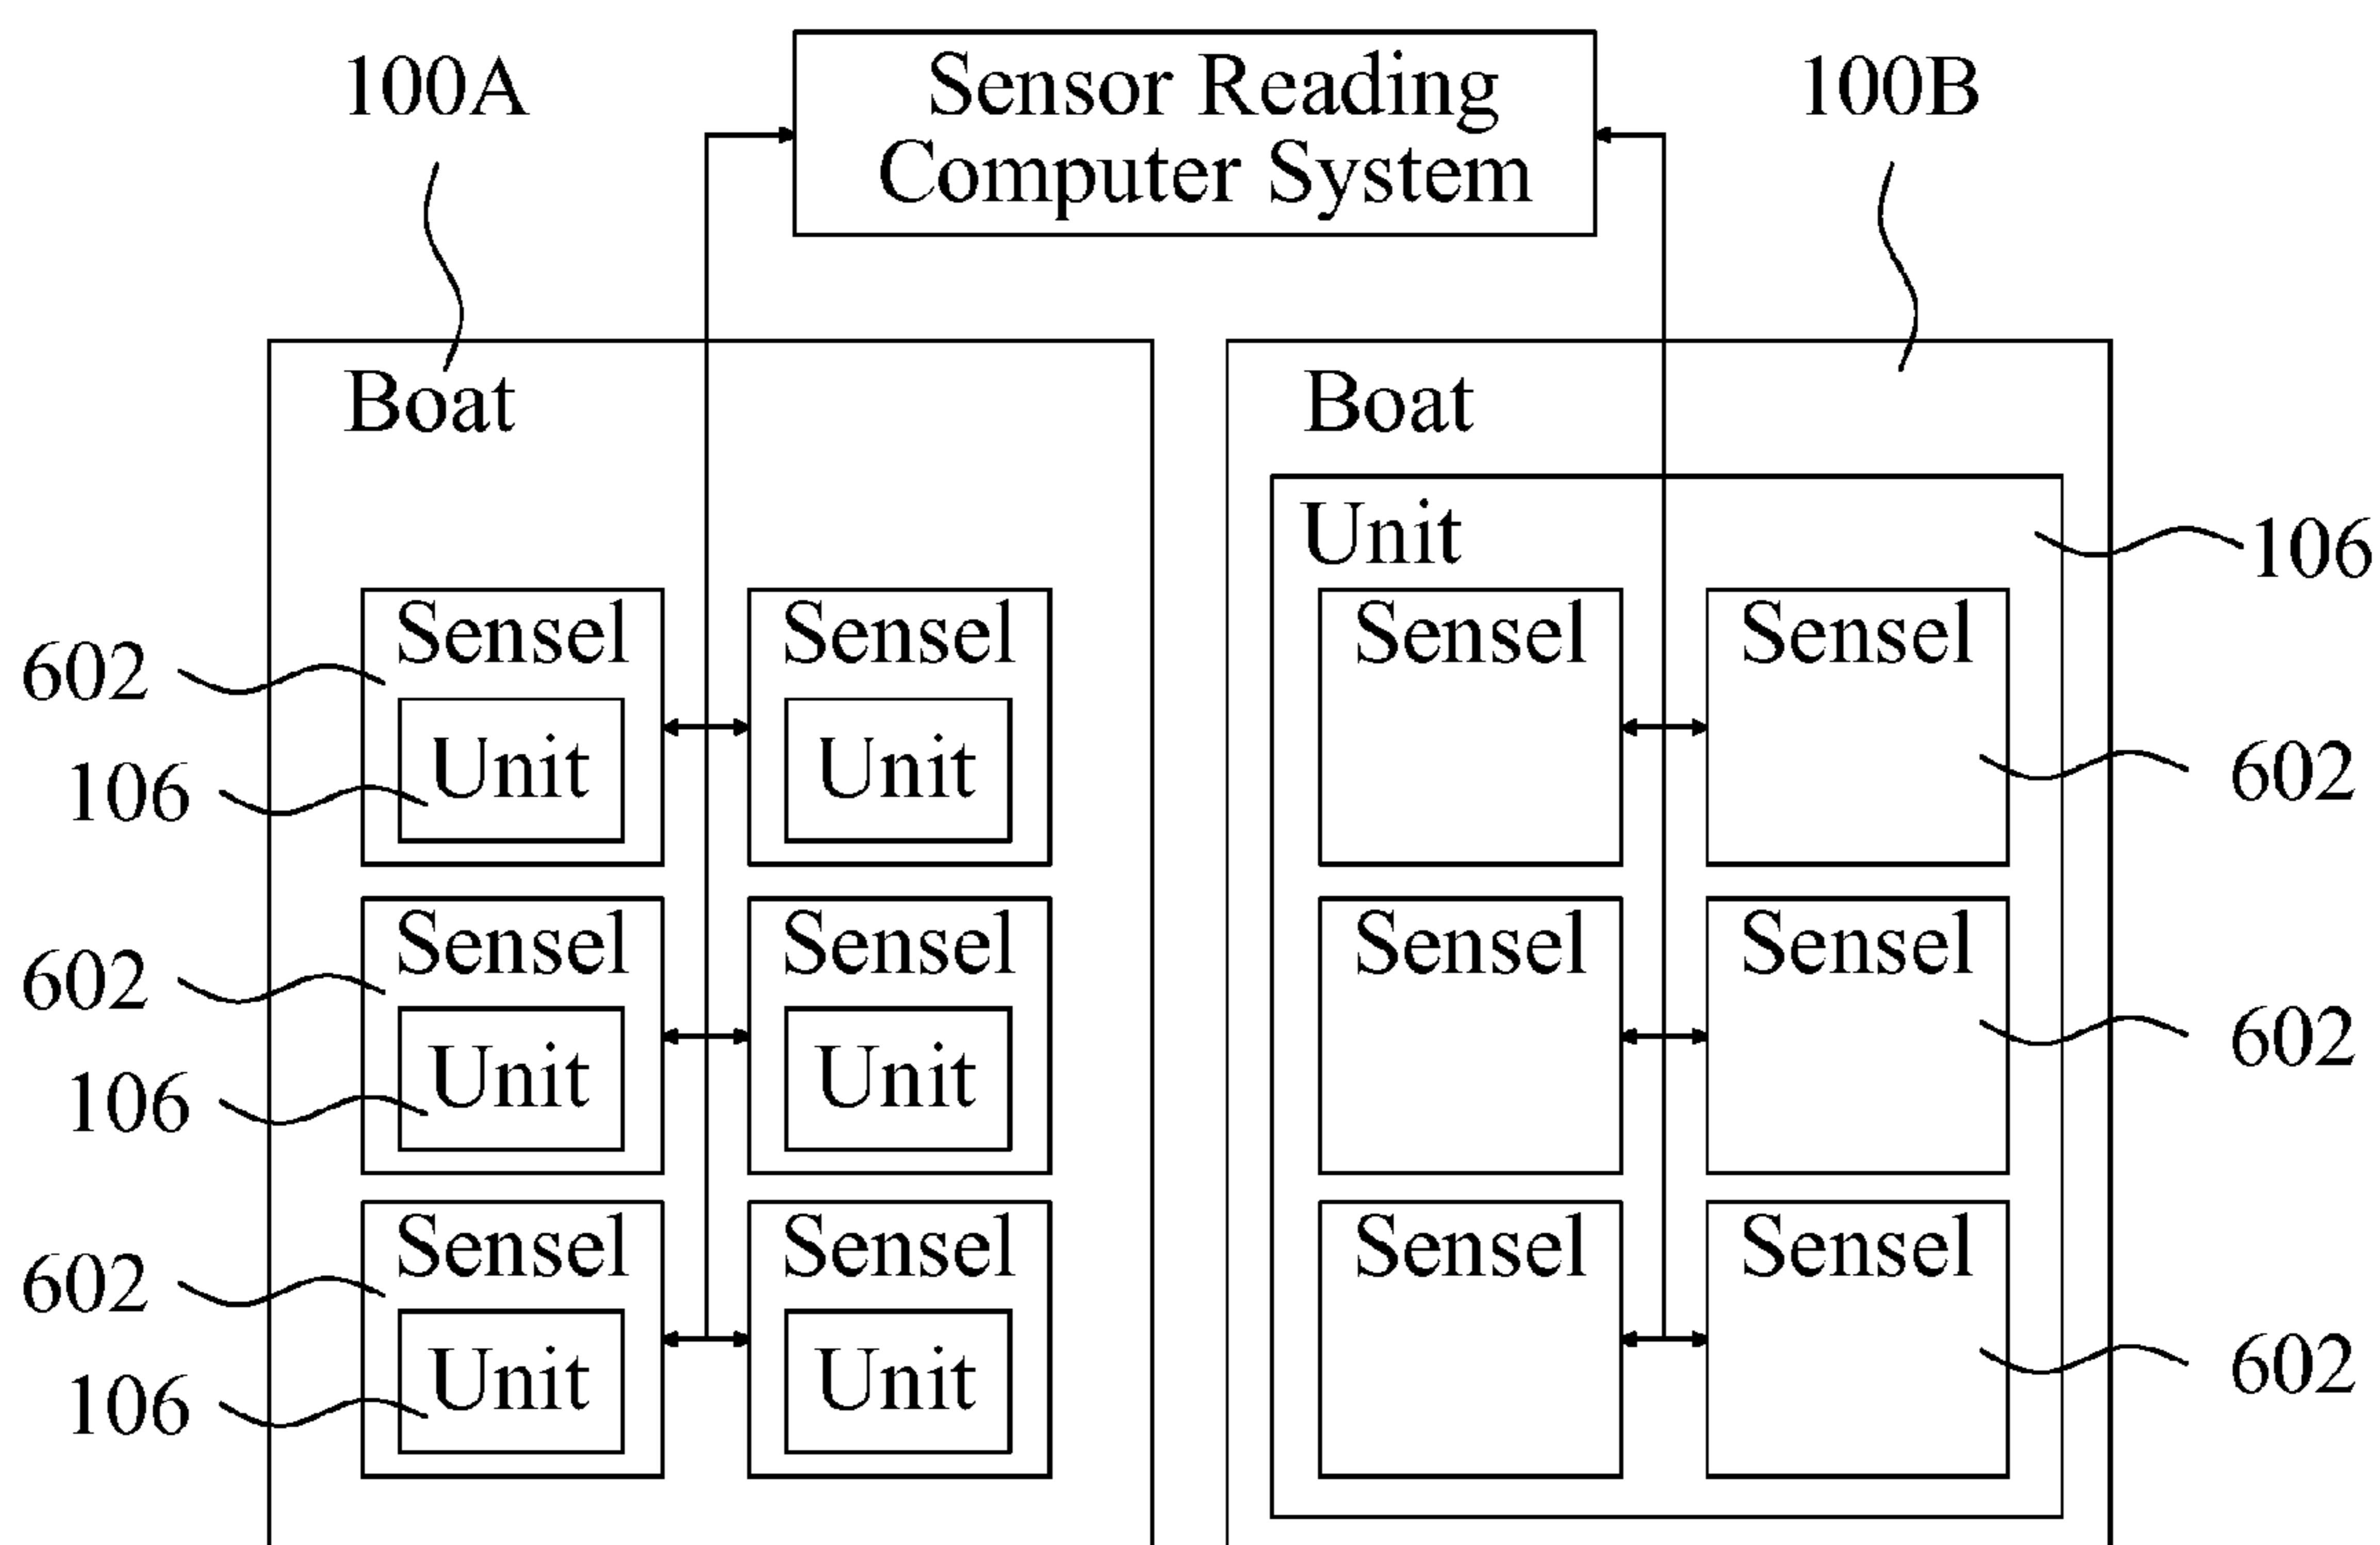 100A
Sensor Reading
Computer System
100B
Boat
Boat
Unit
106
Sensel
Sensel
Sensel
Sensel
602
Unit
Unit
602
106
Sensel
Sensel
Sensel
Sensel
602
602
Unit
Unit
106
Sensel
Sensel
Sensel
Sensel
602
Unit
Unit
602
106